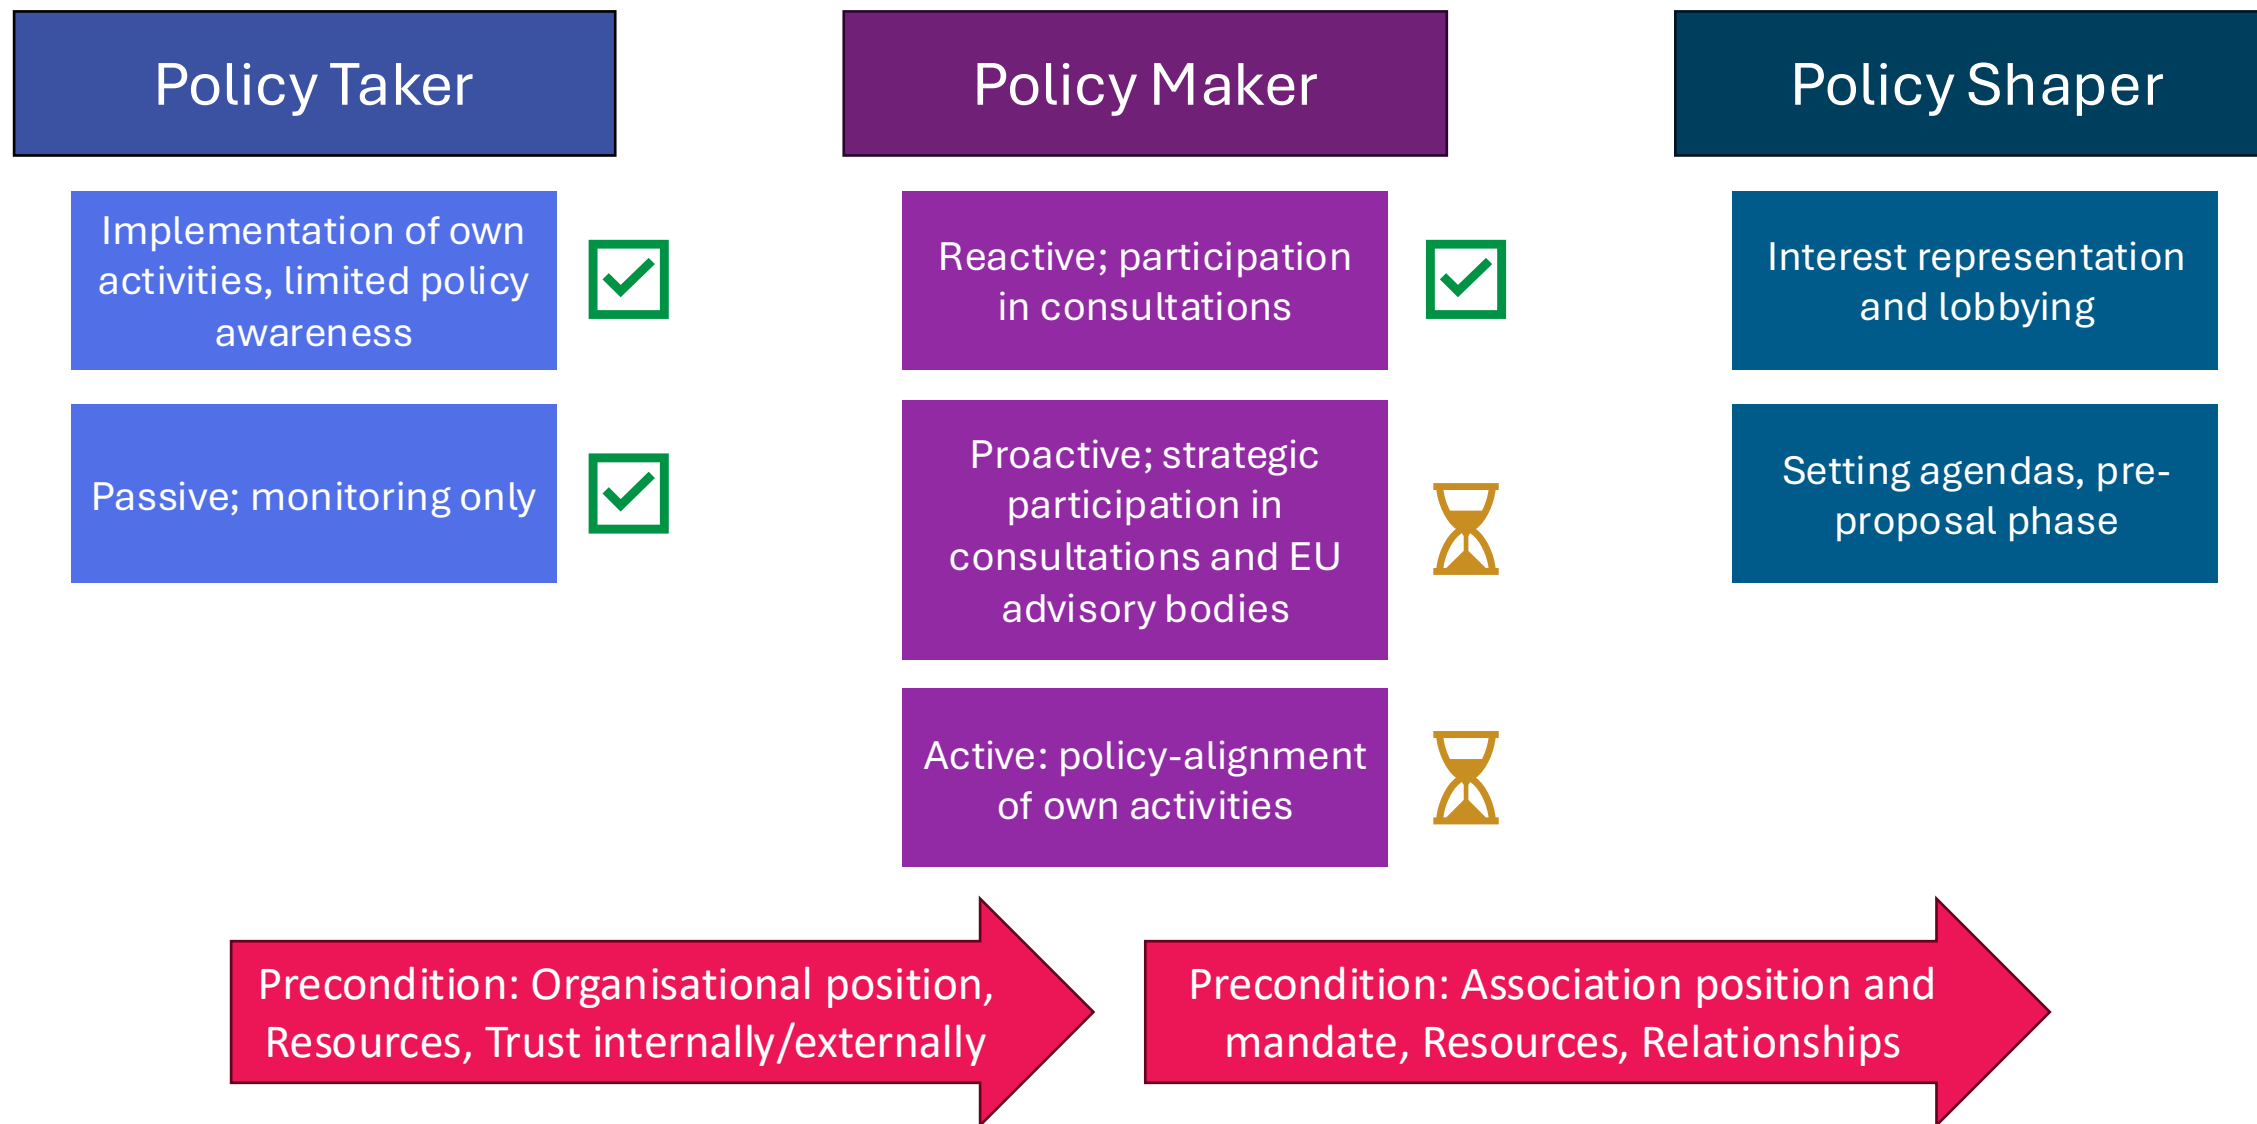 Policy Taker
Implementation of own
activities, limited policy
awareness
Passive; monitoring only
Policy Maker
Reactive; participation
in consultations
Proactive; strategic
participation in
consultations and EU
advisory bodies
Active: policy-alignment
of own activities
Policy Shaper
Interest representation
and lobbying
Setting agendas, pre-
proposal phase
Precondition: Organisational position,
Resources, Trust internally/externally
Precondition: Association position and
mandate, Resources, Relationships